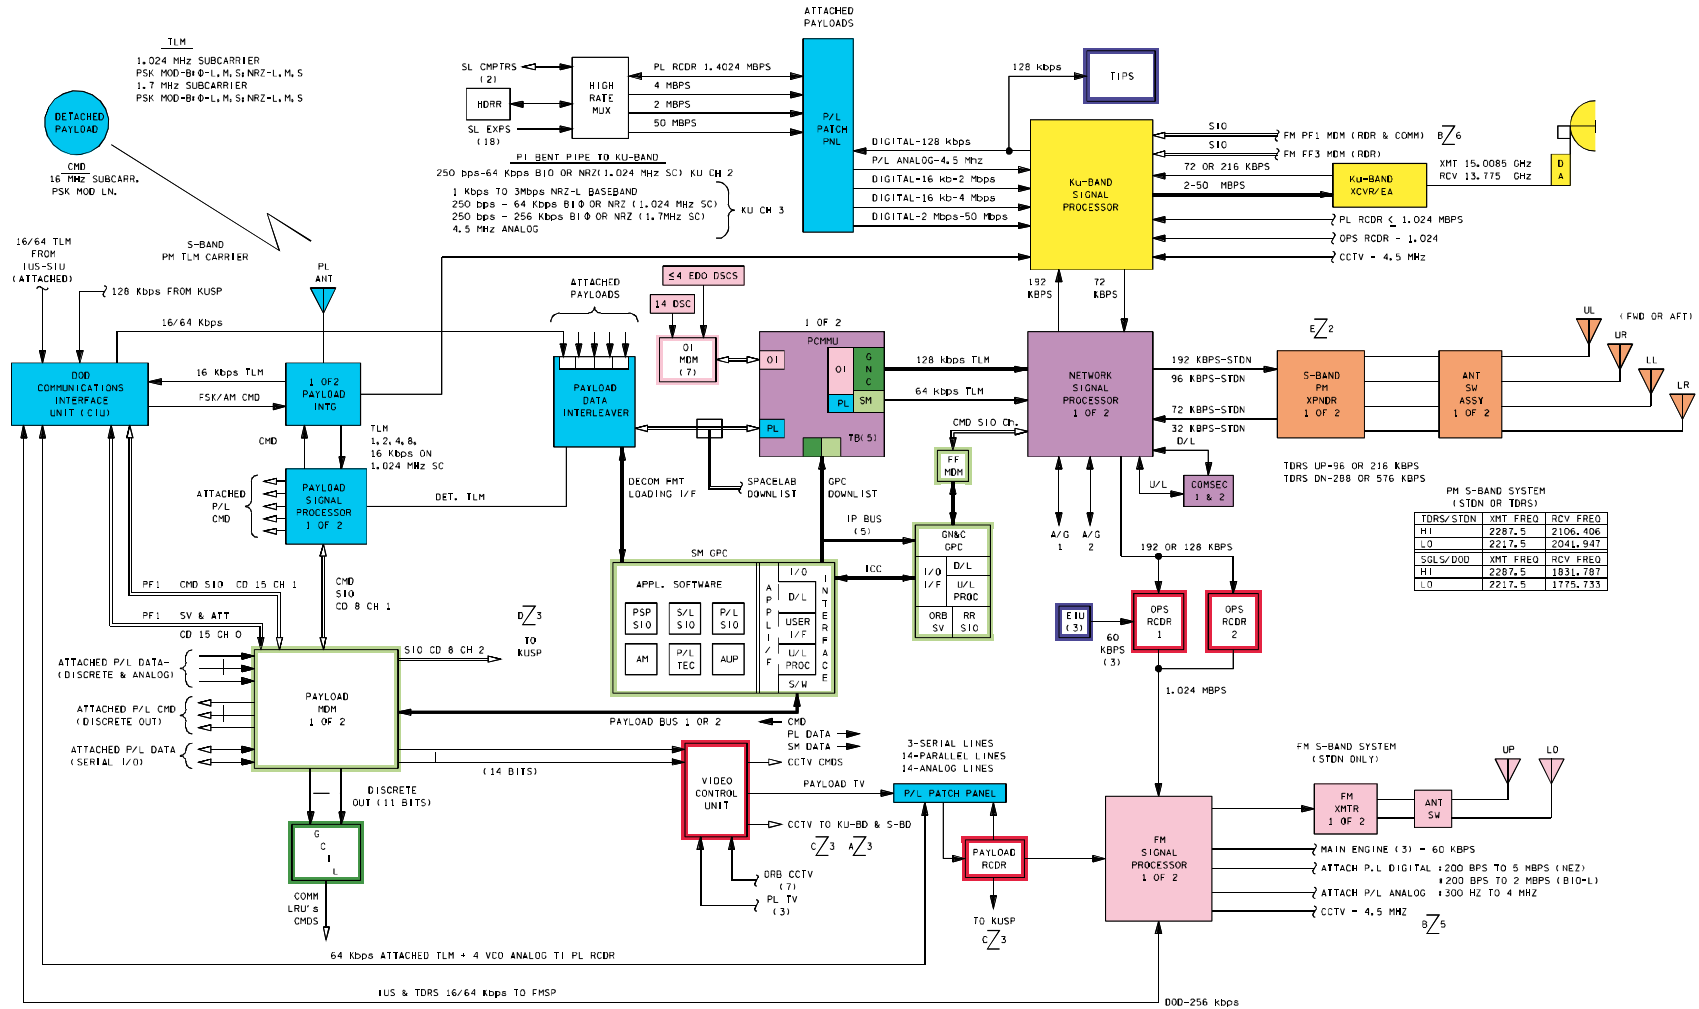 TLM
1.024 MHz SUBCARRIER
PSK MOD-BiΦ-L,M,S;NRZ-L,M,S
1.7 MHz SUBCARRIER
PSK MOD-BiΦ-L,M,S;NRZ-L,M,S
DETACHED
PAYLOAD
CMD
16 MHz SUBCARR.
PSK MOD LN.
16/64 TLM
FROM
IUS-SIU
(ATTACHED)
S-BAND
PM TLM CARRIER
128 Kbps FROM KUSP
PL
ANT
16/64 Kbps
DOD
COMMUNICATIONS
INTERFACE
UNIT (CIU)
16 Kbps TLM
FSK/AM CMD
1 OF2
PAYLOAD
INTG
CMD
TLM
1,2,4,8,
16 Kbps ON
1.024 MHz SC
ATTACHED
P/L
CMD
PAYLOAD
SIGNAL
PROCESSOR
1 OF 2
DET. TLM
PF1 CMD SIO CD 15 CH 1
PF1 SV & ATT
CD 15 CH 0
CMD
SIO
CD 8 CH 1
ATTACHED P/L DATA-
(DISCRETE & ANALOG)
ATTACHED P/L CMD
(DISCRETE OUT)
ATTACHED P/L DATA
(SERIAL I/O)
PAYLOAD
MDM
1 OF 2
SIO CD 8 CH 2
D Z 3
TO
KUSP
DISCRETE
OUT (11 BITS)
(14 BITS)
G
C
I
L
COMM
LRU's
CMDS
ATTACHED
PAYLOADS
SL CMPTRS
(2)
HDRR
SL EXPS
(18)
HIGH
RATE
MUX
PL RCDR 1.4024 MBPS
4 MBPS
2 MBPS
50 MBPS
P/L
PATCH
PNL
PI BENT PIPE TO KU-BAND
250 bps-64 Kbps BIO OR NRZ(1.024 MHz SC) KU CH 2
1 Kbps TO 3Mbps NRZ-L BASEBAND
250 bps - 64 Kbps BIΦ OR NRZ (1.024 MHz SC)
250 bps - 256 Kbps BIΦ OR NRZ (1.7MHz SC)
4.5 MHz ANALOG
KU CH 3
128 kbps
TIPS
DIGITAL-128 kbps
P/L ANALOG-4.5 Mhz
DIGITAL-16 kb-2 Mbps
DIGITAL-16 kb-4 Mbps
DIGITAL-2 Mbps-50 Mbps
Ku-BAND
SIGNAL
PROCESSOR
SIO
FM PF1 MDM (RDR & COMM) B Z 6
SIO
FM FF3 MDM (RDR)
72 OR 216 KBPS
2-50 MBPS
Ku-BAND
XCVR/EA
XMT 15.0085 GHz
RCV 13.775 GHz
D
A
PL RCDR ≤ 1.024 MBPS
OPS RCDR - 1.024
CCTV - 4.5 MHz
192
KBPS
72
KBPS
ATTACHED
PAYLOADS
≤4 EDO DSCS
14 DSC
OI
MDM
(7)
PAYLOAD
DATA
INTERLEAVER
1 OF 2
PCMMU
OI
OI
G
N
C
PL
SM
PL
TB(5)
128 kbps TLM
64 kbps TLM
NETWORK
SIGNAL
PROCESSOR
1 OF 2
CMD SIO Ch.
FF
MDM
192 KBPS-STDN
96 KBPS-STDN
72 KBPS-STDN
32 KBPS-STDN
E Z 2
S-BAND
PM
XPNDR
1 OF 2
ANT
SW
ASSY
1 OF 2
UL
(FWD OR AFT)
UR
LL
LR
D/L
U/L
COMSEC
1 & 2
A/G
1
A/G
2
TDRS UP-96 OR 216 KBPS
TDRS DN-288 OR 576 KBPS
PM S-BAND SYSTEM
(STDN OR TDRS)
TDRS/STDN XMT FREQ RCV FREQ
HI 2287.5 2106.406
LO 2217.5 2041.947
SGLS/DOD XMT FREQ RCV FREQ
HI 2287.5 1831.787
LO 2217.5 1775.733
DECOM FMT
LOADING I/F
SPACELAB
DOWNLIST
GPC
DOWNLIST
IP BUS
(5)
ICC
SM GPC
APPL. SOFTWARE
PSP
SIO
S/L
SIO
P/L
SIO
AM
P/L
TEC
AUP
APPLI/F
I/O
D/L
USER
I/F
U/L
PROC
S/W
INTERFACE
GN&C
GPC
I/O
I/F
D/L
U/L
PROC
ORB
SV
RR
SIO
PAYLOAD BUS 1 OR 2
CMD
PL DATA
SM DATA
192 OR 128 KBPS
EIU
(3)
60
KBPS
(3)
OPS
RCDR
1
OPS
RCDR
2
1.024 MBPS
VIDEO
CONTROL
UNIT
CCTV CMDS
PAYLOAD TV
CCTV TO KU-BD & S-BD
C Z 3 A Z 3
ORB CCTV
(7)
PL TV
(3)
3-SERIAL LINES
14-PARALLEL LINES
14-ANALOG LINES
P/L PATCH PANEL
PAYLOAD
RCDR
TO KUSP
C Z 3
FM
SIGNAL
PROCESSOR
1 OF 2
FM S-BAND SYSTEM
(STDN ONLY)
UP
LO
FM
XMTR
1 OF 2
ANT
SW
MAIN ENGINE (3) - 60 KBPS
ATTACH P.L DIGITAL :200 BPS TO 5 MBPS (NEZ)
:200 BPS TO 2 MBPS (BIO-L)
ATTACH P/L ANALOG :300 HZ TO 4 MHZ
CCTV - 4.5 MHZ
B Z 5
64 Kbps ATTACHED TLM + 4 VCO ANALOG TI PL RCDR
IUS & TDRS 16/64 Kbps TO FMSP
DOD-256 kbps